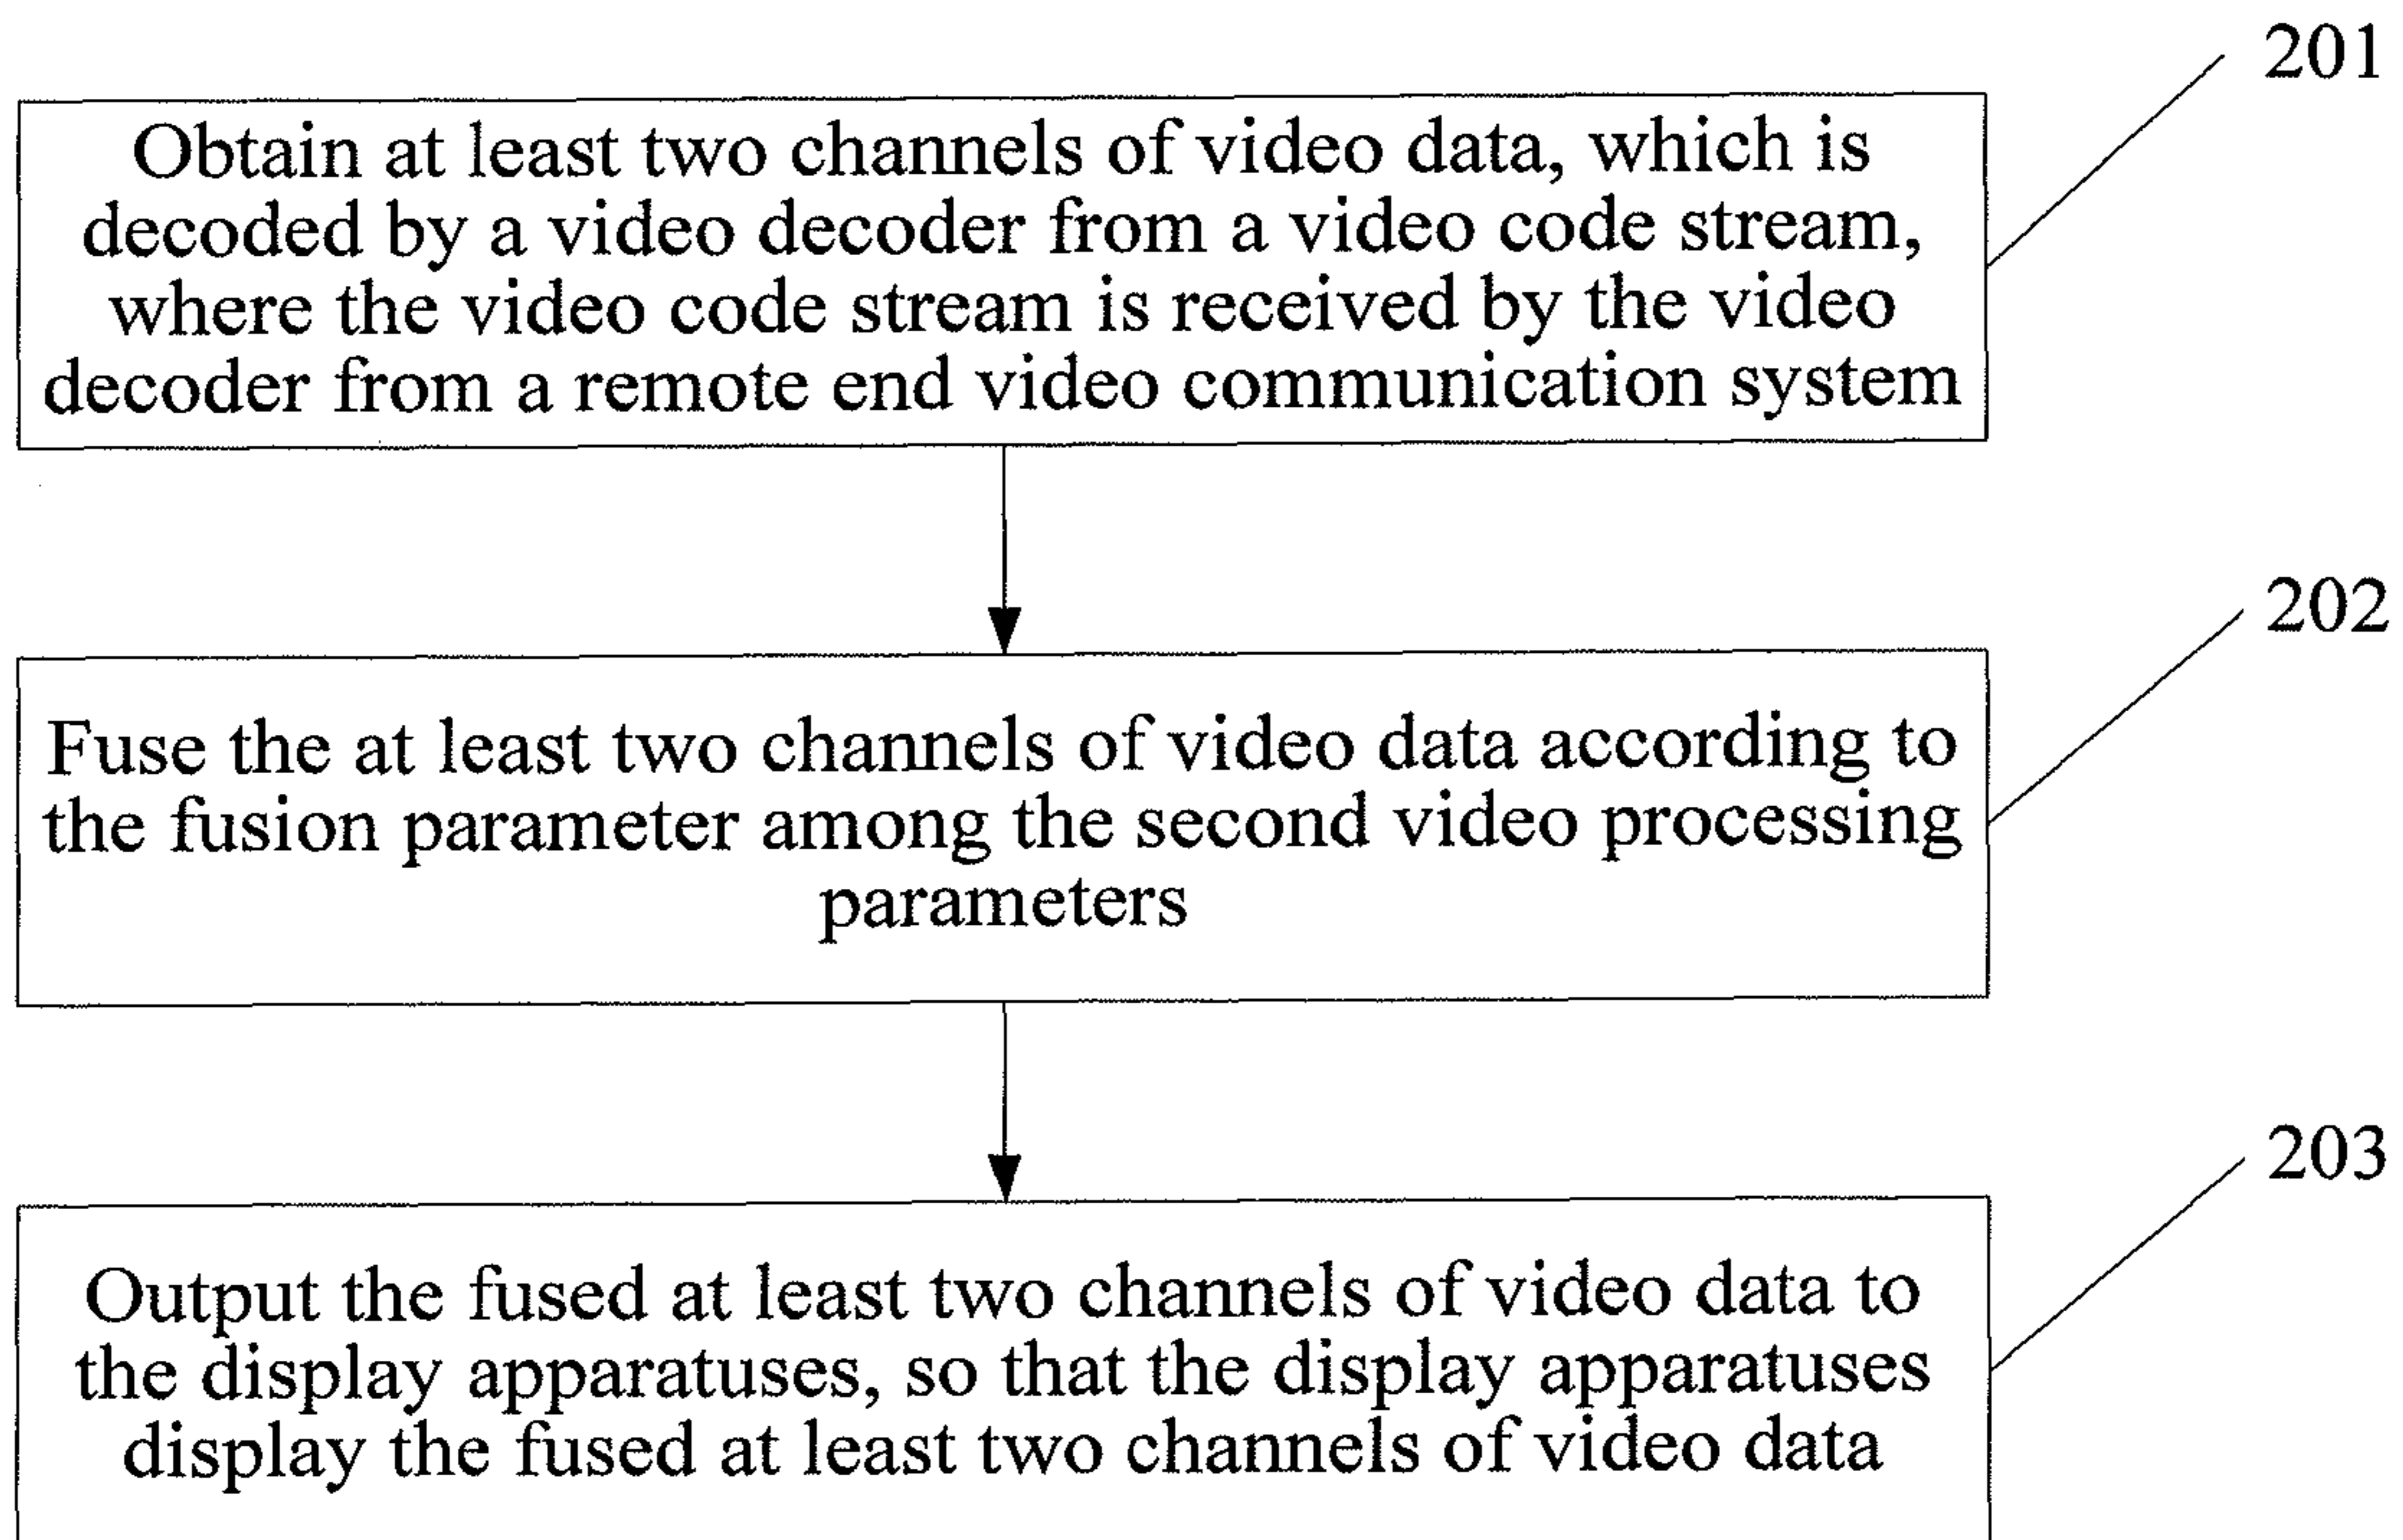 201
Obtain at least two channels of video data, which is
decoded by a video decoder from a video code stream,
where the video code stream is received by the video
decoder from a remote end video communication system
202
Fuse the at least two channels of video data according to
the fusion parameter among the second video processing
parameters
203
Output the fused at least two channels of video data to
the display apparatuses, so that the display apparatuses
display the fused at least two channels of video data